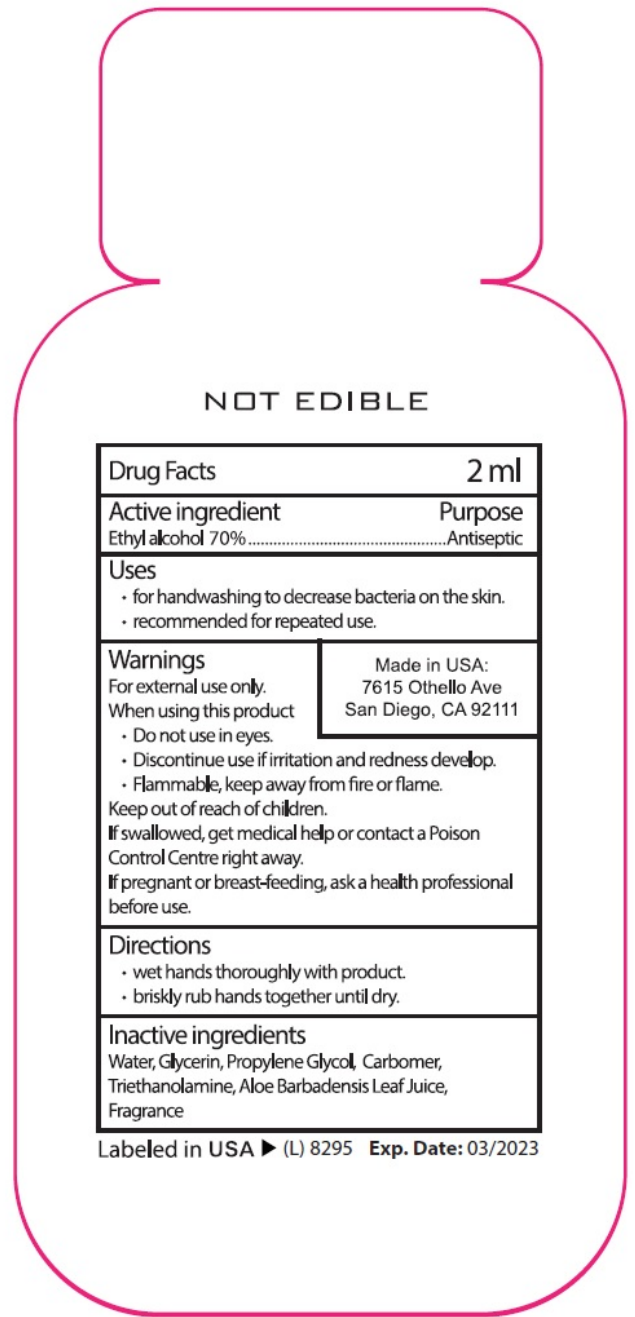 NOT EDIBLE
Drug Facts 2 ml
Active ingredient Purpose
Ethyl alcohol 70%................................................Antiseptic
Uses
• for handwashing to decrease bacteria on the skin.
• recommended for repeated use.
Warnings
For external use only.
When using this product
• Do not use in eyes.
Made in USA:
7615 Othello Ave
San Diego, CA 92111
• Discontinue use if irritation and redness develop.
• Flammable, keep away from fire or flame.
Keep out of reach of children.
If swallowed, get medical help or contact a Poison
Control Centre right away.
If pregnant or breast-feeding, ask a health professional
before use.
Directions
• wet hands thoroughly with product.
• briskly rub hands together until dry.
Inactive ingredients
Water, Glycerin, Propylene Glycol, Carbomer,
Triethanolamine, Aloe Barbadensis Leaf Juice,
Fragrance
Labeled in USA ▶ (L) 8295 Exp. Date: 03/2023